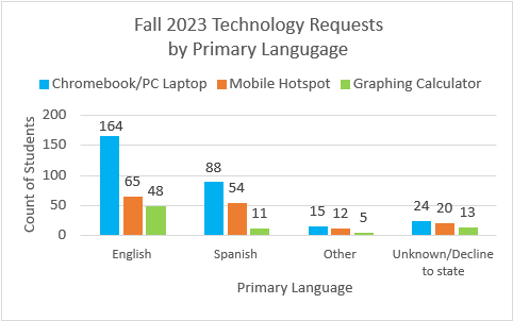 Fall 2023 Technology Requests
by Primary Langugage
Chromebook/PC Laptop Mobile Hotspot Graphing Calculator
200
150
100
50
0
Count of Students
164
65
48
88
54
11
15
12
5
24
20
13
English
Spanish
Other
Unknown/Decline
to state
Primary Language